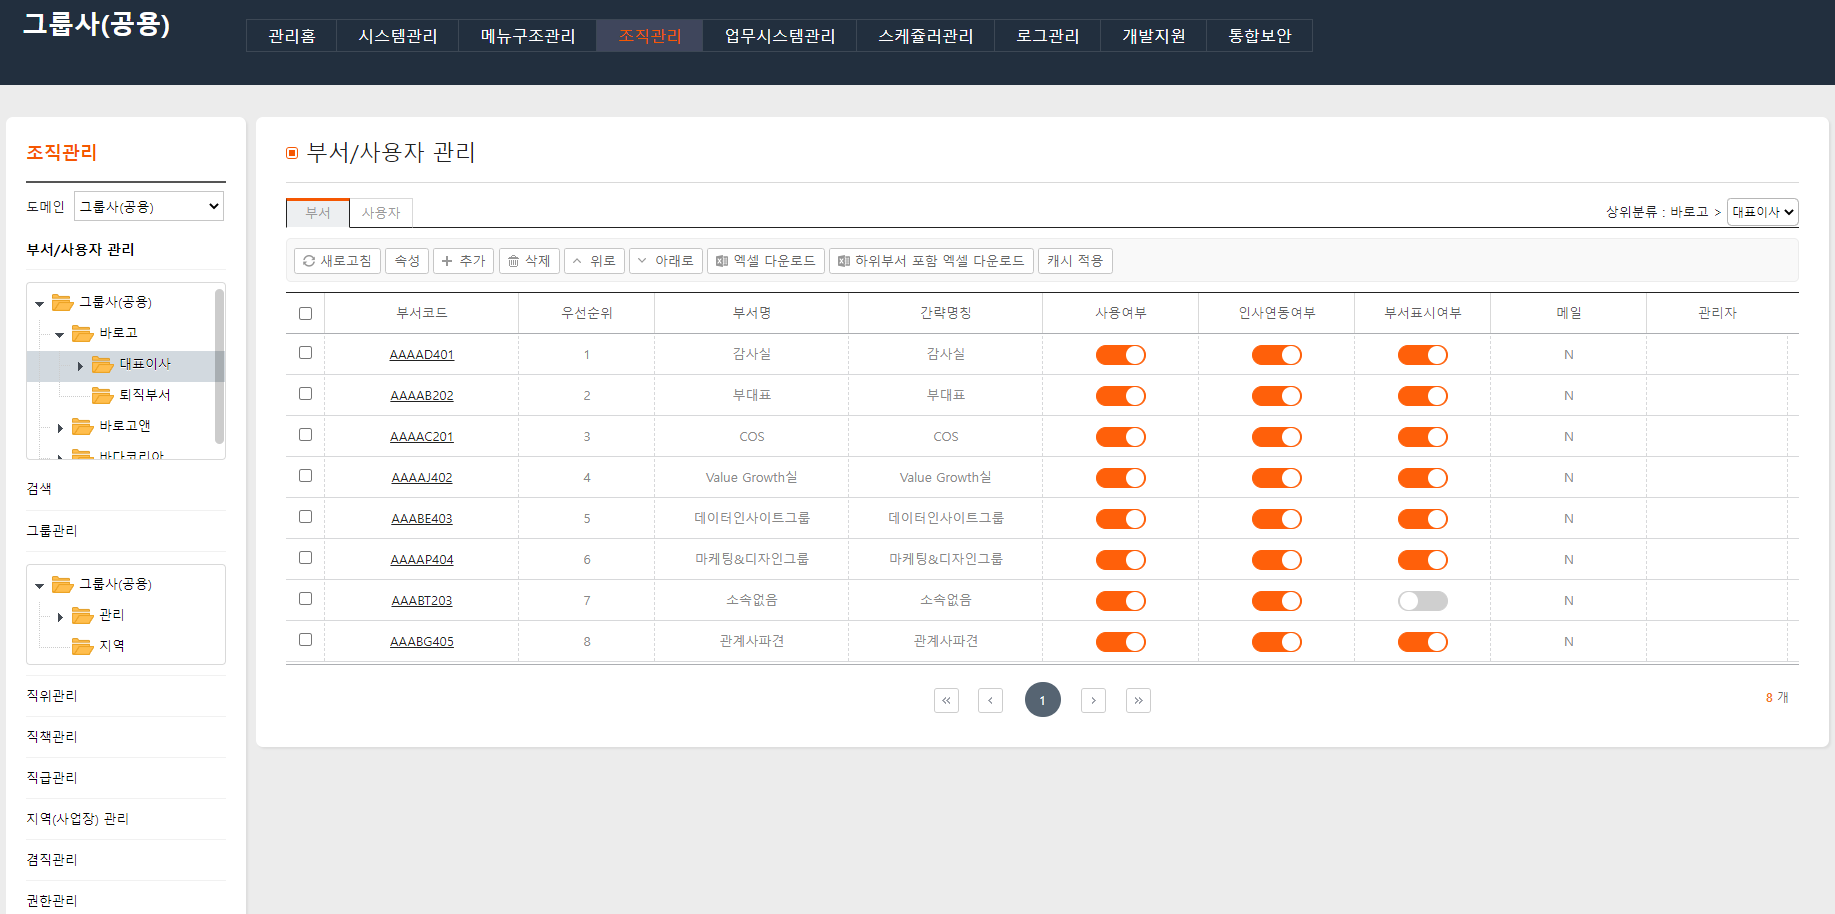 그룹사(공용)
관리홈 시스템관리 메뉴구조관리 조직관리 업무시스템관리 스케쥴러관리 로그관리 개발지원 통합보안
조직관리
도메인 그룹사(공용)
부서/사용자 관리
그룹사(공용)
바로고
대표이사
퇴직부서
바로고앤
바다코리아
검색
그룹관리
그룹사(공용)
관리
지역
직위관리
직책관리
직급관리
지역(사업장) 관리
겸직관리
권한관리
부서/사용자 관리
부서 사용자
상위분류 : 바로고 > 대표이사
새로고침 속성 추가 삭제 위로 아래로 엑셀 다운로드 하위부서 포함 엑셀 다운로드 캐시 적용
부서코드 우선순위 부서명 간략명칭 사용여부 인사연동여부 부서표시여부 메일 관리자
AAAAD401 1 감사실 감사실 N
AAAAB202 2 부대표 부대표 N
AAAAC201 3 COS COS N
AAAAJ402 4 Value Growth실 Value Growth실 N
AAABE403 5 데이터인사이트그룹 데이터인사이트그룹 N
AAAAP404 6 마케팅&디자인그룹 마케팅&디자인그룹 N
AAABT203 7 소속없음 소속없음 N
AAABG405 8 관계사파견 관계사파견 N
« ‹ 1 › »
8 개